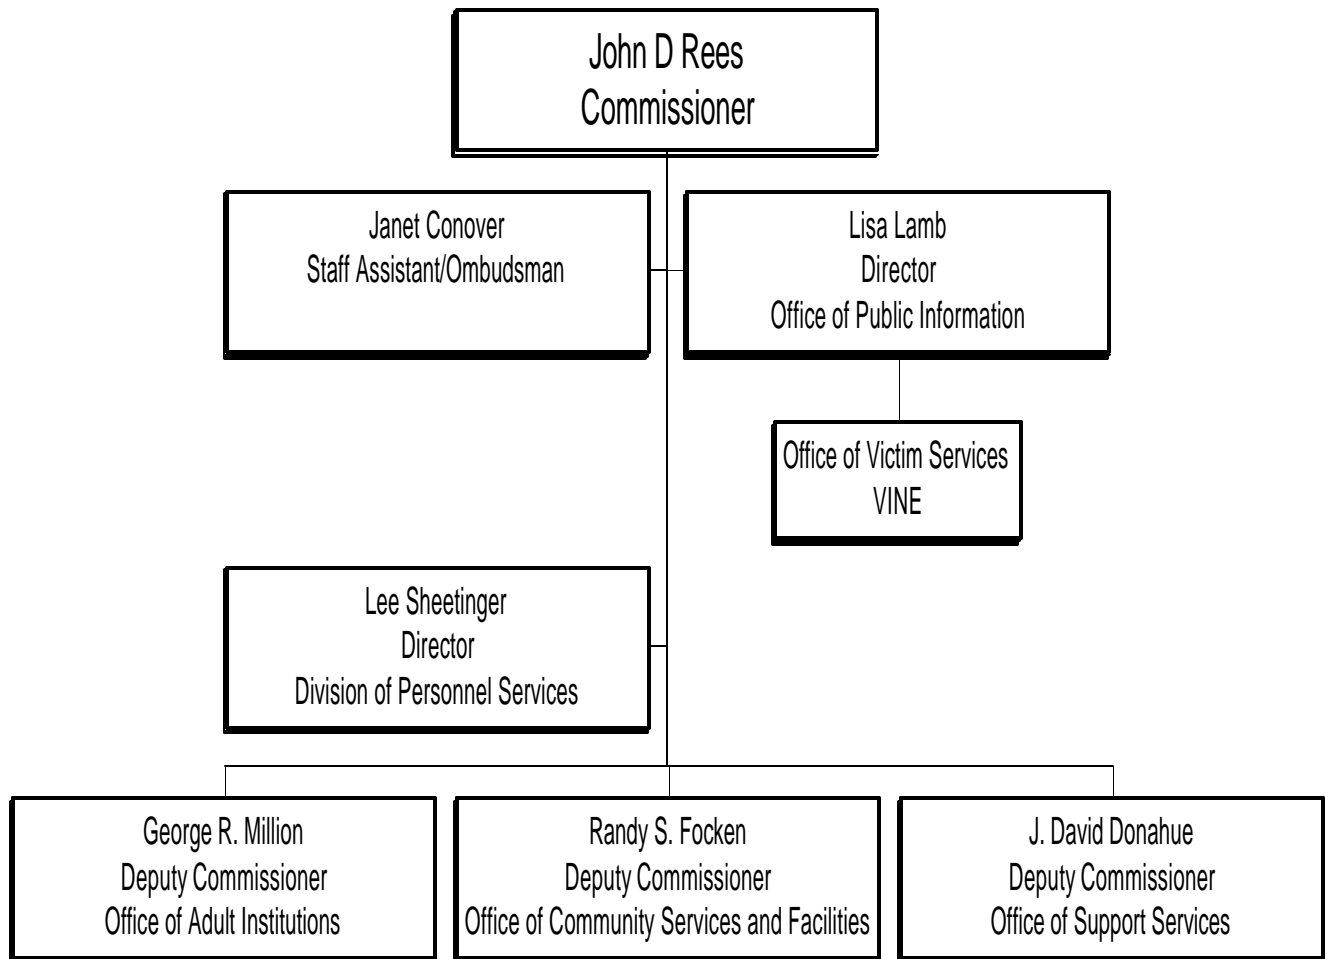 John D Rees
Commissioner
Janet Conover
Staff Assistant/Ombudsman
Lisa Lamb
Director
Office of Public Information
Office of Victim Services
VINE
Lee Sheetinger
Director
Division of Personnel Services
George R. Million
Deputy Commissioner
Office of Adult Institutions
Randy S. Focken
Deputy Commissioner
Office of Community Services and Facilities
J. David Donahue
Deputy Commissioner
Office of Support Services